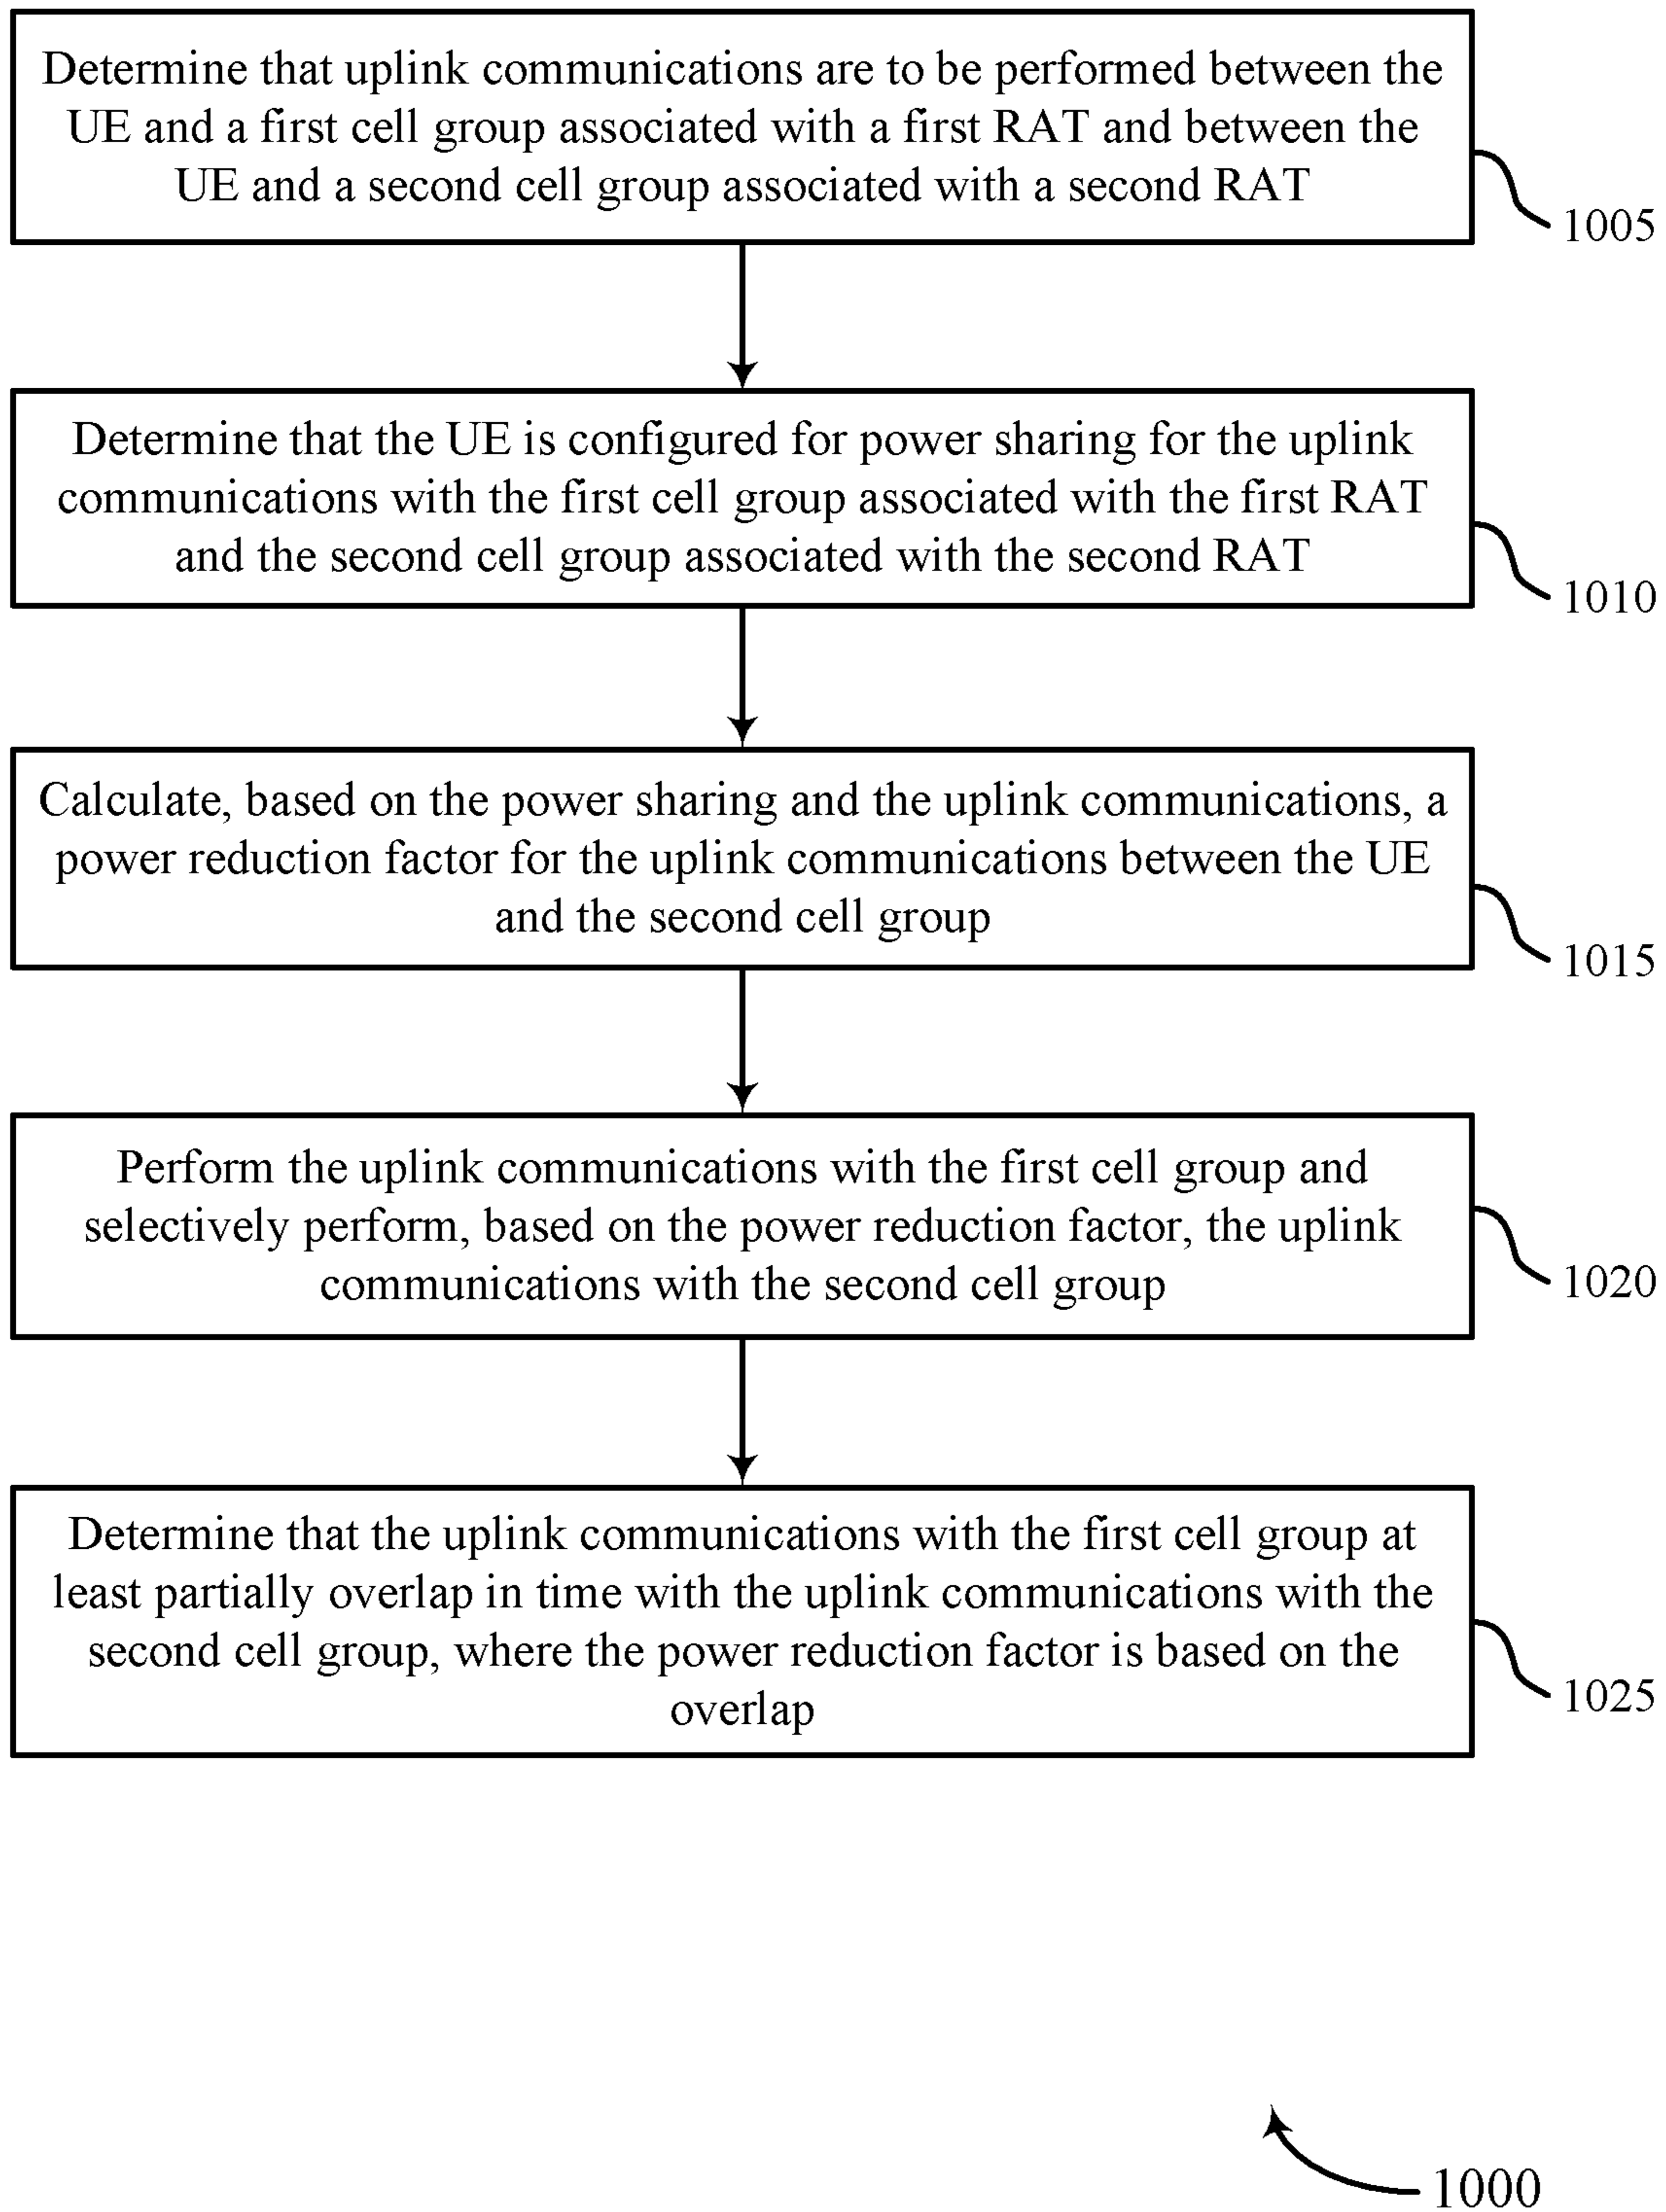 Determine that uplink communications are to be performed between the
UE and a first cell group associated with a first RAT and between the
UE and a second cell group associated with a second RAT
1005
Determine that the UE is configured for power sharing for the uplink
communications with the first cell group associated with the first RAT
and the second cell group associated with the second RAT
1010
Calculate, based on the power sharing and the uplink communications, a
power reduction factor for the uplink communications between the UE
and the second cell group
1015
Perform the uplink communications with the first cell group and
selectively perform, based on the power reduction factor, the uplink
communications with the second cell group
1020
Determine that the uplink communications with the first cell group at
least partially overlap in time with the uplink communications with the
second cell group, where the power reduction factor is based on the
overlap
1025
1000